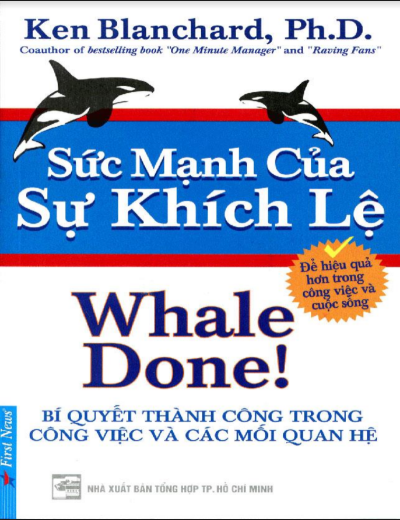 Ken Blanchard, Ph.D.
Coauthor of bestselling book "One Minute Manager" and "Raving Fans"
Sức Mạnh Của
Sự Khích Lệ
Để hiệu quả
hơn trong
công việc và
cuộc sống
Whale
Done!
BÍ QUYẾT THÀNH CÔNG TRONG
CÔNG VIỆC VÀ CÁC MỐI QUAN HỆ
First News
NHÀ XUẤT BẢN TỔNG HỢP TP. HỒ CHÍ MINH